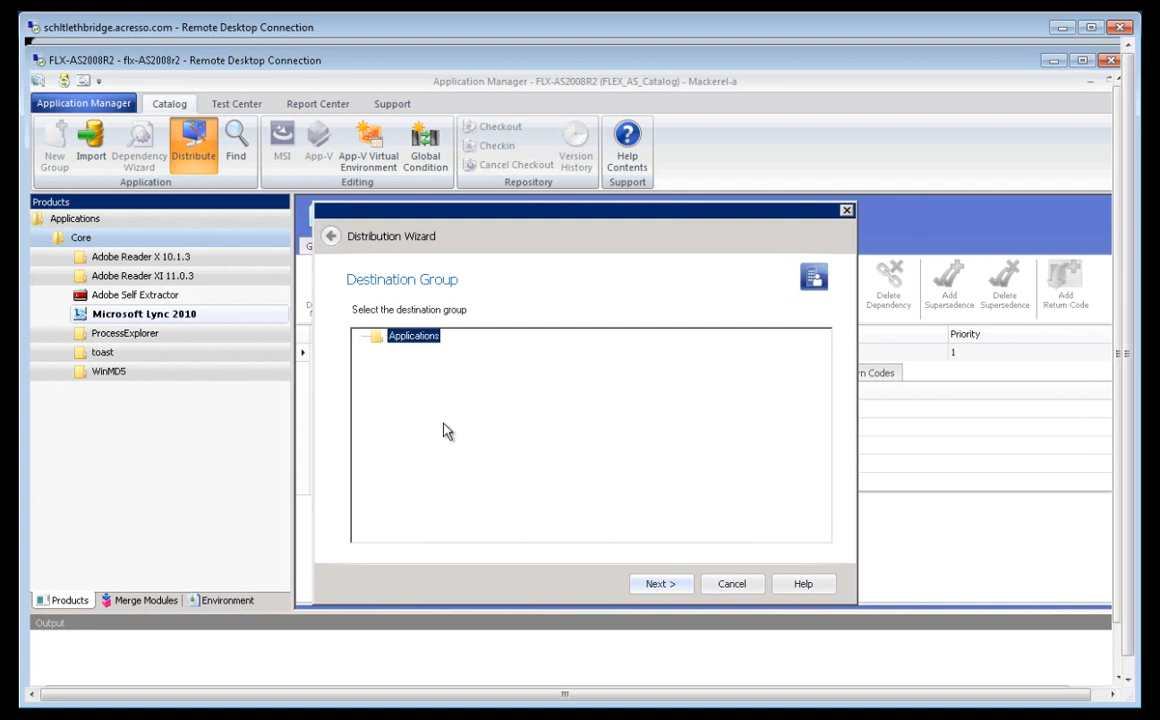 schltlethbridge.acresso.com - Remote Desktop Connection
FLX-AS2008R2 - flx-AS2008r2 - Remote Desktop Connection
Application Manager - FLX-AS2008R2 (FLEX_AS_Catalog) - Mackerel-a
Application Manager Catalog Test Center Report Center Support
New Group
Import
Dependency Wizard
Distribute
Find
Application
MSI
App-V
App-V Virtual Environment
Global Condition
Editing
Checkout
Checkin
Cancel Checkout
Version History
Repository
Help Contents
Support
Products
Applications
Core
Adobe Reader X 10.1.3
Adobe Reader XI 11.0.3
Adobe Self Extractor
Microsoft Lync 2010
ProcessExplorer
toast
WinMD5
Products Merge Modules Environment
Output
Distribution Wizard
Destination Group
Select the destination group
Applications
Next > Cancel Help
Delete Dependency
Add Supersedence
Delete Supersedence
Add Return Code
Priority
1
rn Codes